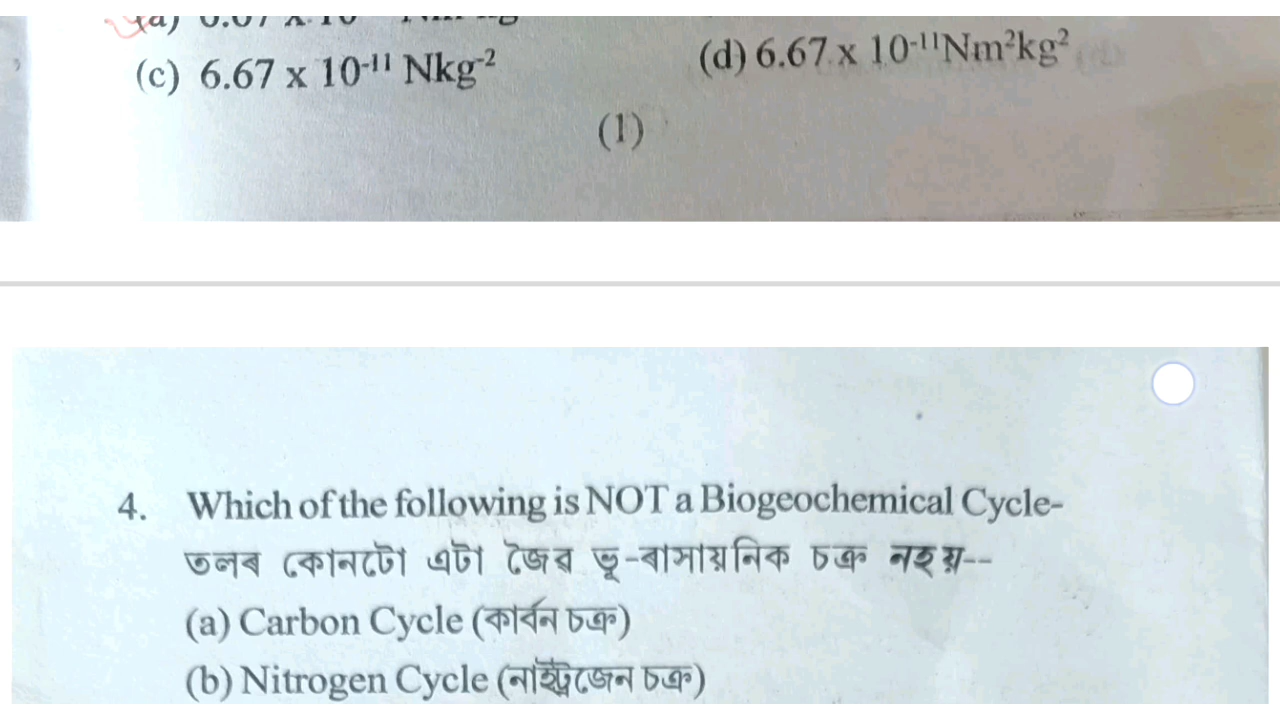 (c) 6.67 x 10⁻¹¹ Nkg⁻²
(d) 6.67 x 10⁻¹¹Nm²kg²
(1)
4. Which of the following is NOT a Biogeochemical Cycle-
তলৰ কোনটো এটা জৈৱ ভূ-ৰাসায়নিক চক্ৰ নহয়--
(a) Carbon Cycle (কাৰ্বন চক্ৰ)
(b) Nitrogen Cycle (নাইট্ৰজেন চক্ৰ)